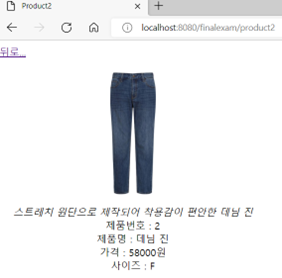 Product2
localhost:8080/finalexam/product2
뒤로...
스트레치 원단으로 제작되어 착용감이 편안한 데님 진
제품번호 : 2
제품명 : 데님 진
가격 : 58000원
사이즈 : F